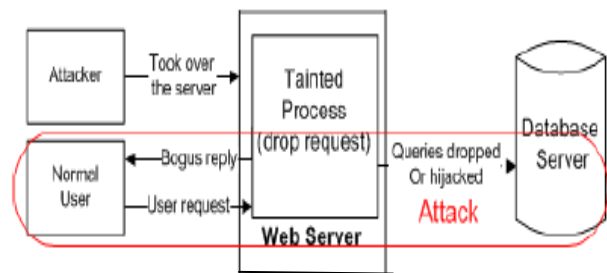 Attacker
Took over
the server
Tainted
Process
(drop request)
Normal
User
Bogus reply
User request
Queries dropped
Or hijacked
Attack
Database
Server
Web Server